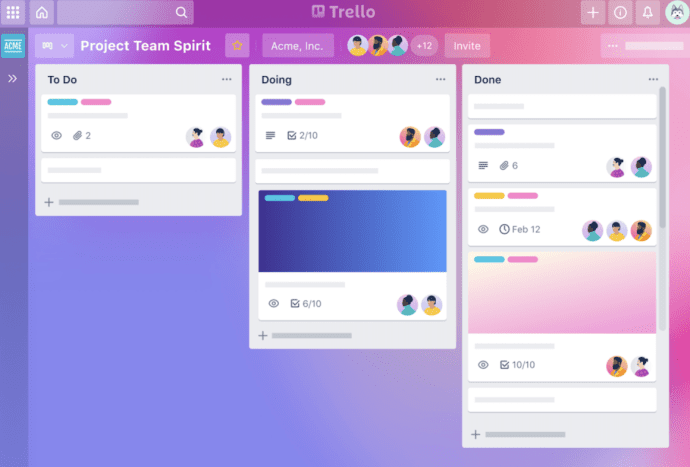 Trello
ACME
Project Team Spirit
Acme, Inc.
+12
Invite
To Do
2
Doing
2/10
6/10
Done
6
Feb 12
10/10